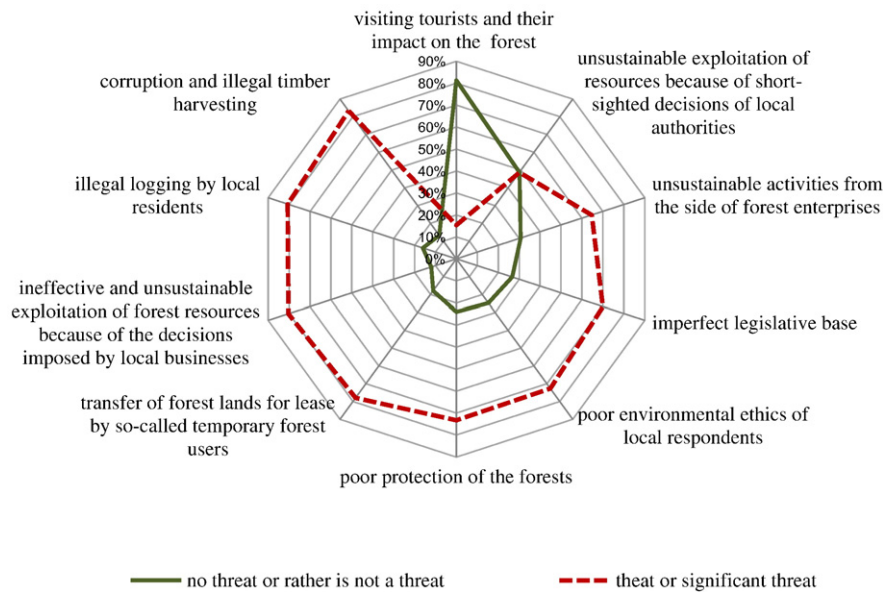 visiting tourists and their
impact on the forest
unsustainable exploitation of
resources because of short-
sighted decisions of local
authorities
unsustainable activities from
the side of forest enterprises
imperfect legislative base
poor environmental ethics of
local respondents
poor protection of the forests
transfer of forest lands for lease
by so-called temporary forest
users
ineffective and unsustainable
exploitation of forest resources
because of the decisions
imposed by local businesses
illegal logging by local
residents
corruption and illegal timber
harvesting
90%
80%
70%
60%
50%
40%
30%
20%
10%
0%
no threat or rather is not a threat
theat or significant threat